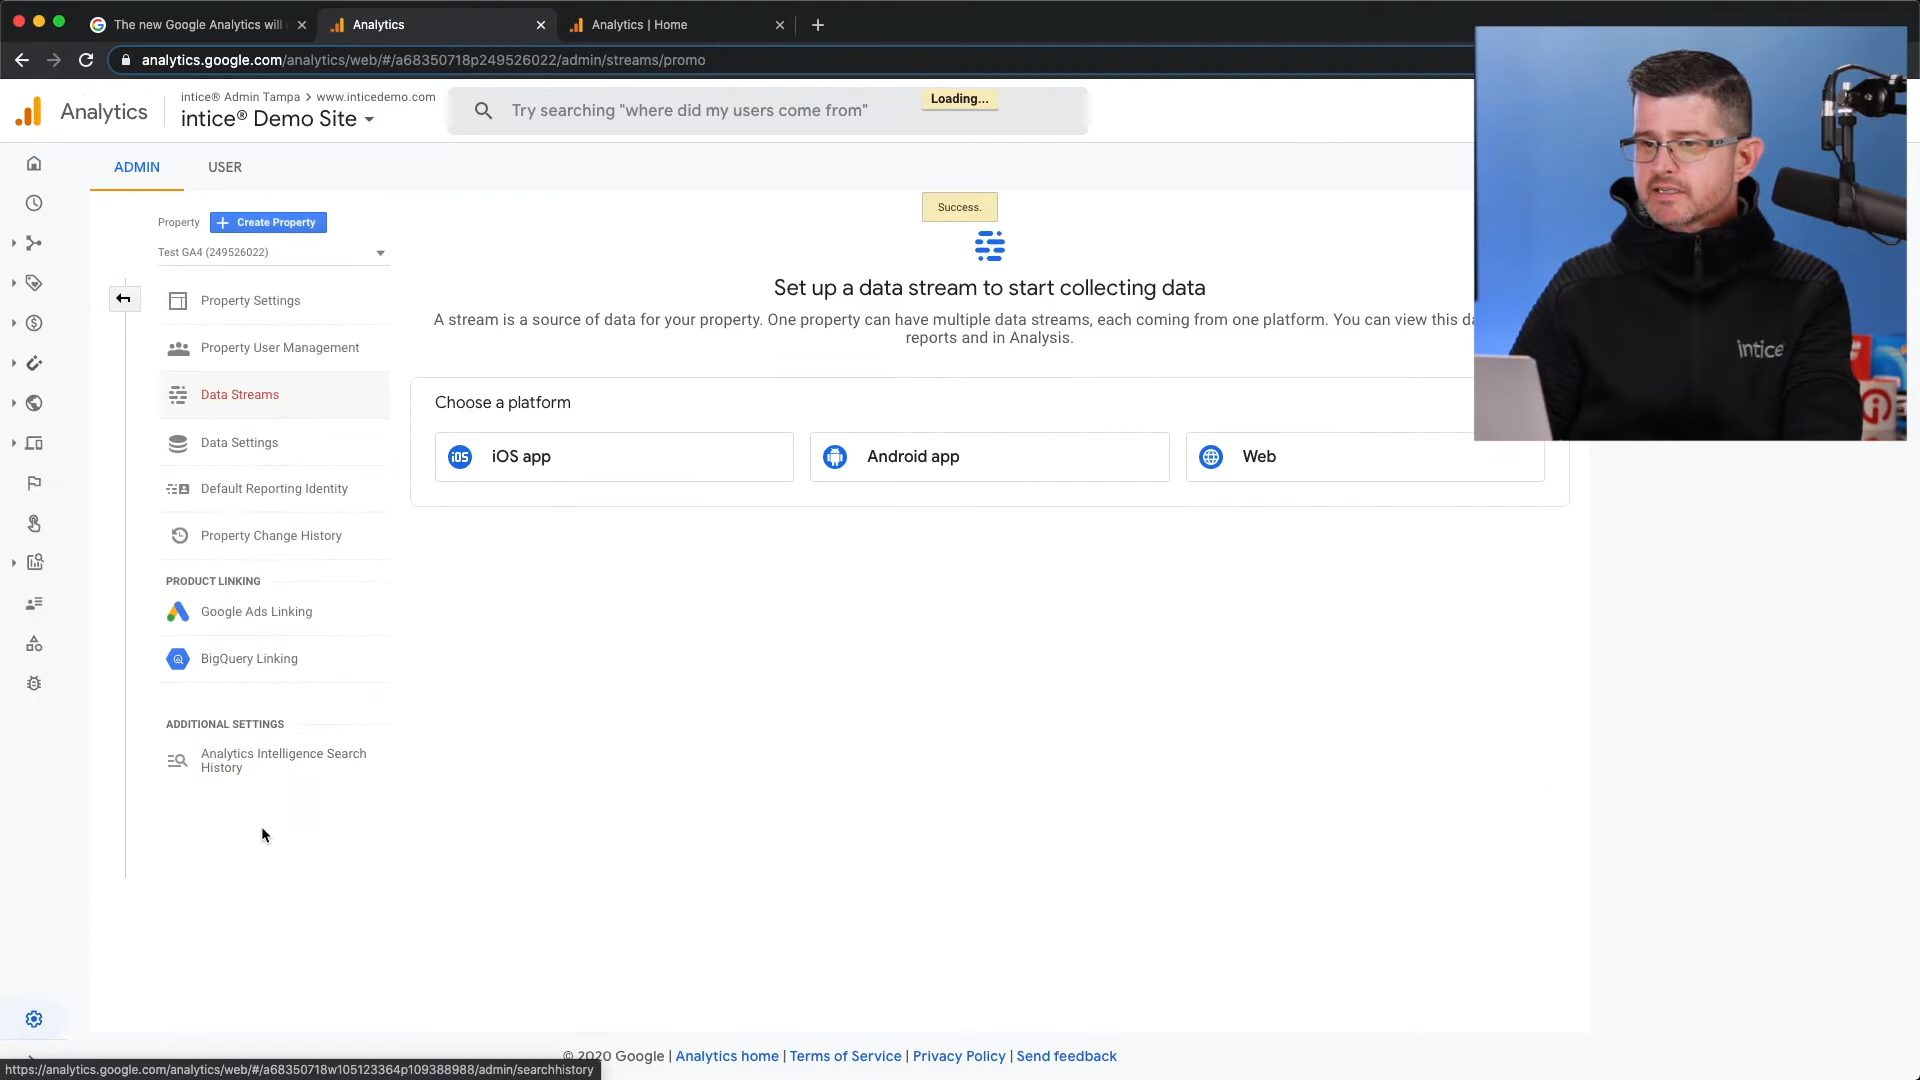 The new Google Analytics will
Analytics
Analytics | Home
analytics.google.com/analytics/web/#/a68350718p249526022/admin/streams/promo
Analytics
intice® Admin Tampa > www.inticedemo.com
intice® Demo Site
Try searching "where did my users come from"
Loading...
ADMIN
USER
Property
Create Property
Success.
Test GA4 (249526022)
Property Settings
Property User Management
Data Streams
Data Settings
Default Reporting Identity
Property Change History
PRODUCT LINKING
Google Ads Linking
BigQuery Linking
ADDITIONAL SETTINGS
Analytics Intelligence Search
History
Set up a data stream to start collecting data
A stream is a source of data for your property. One property can have multiple data streams, each coming from one platform. You can view this
reports and in Analysis.
Choose a platform
iOS
iOS app
Android app
Web
intice
© 2020 Google | Analytics home | Terms of Service | Privacy Policy | Send feedback
https://analytics.google.com/analytics/web/#/a68350718w105123364p109388988/admin/searchhistory